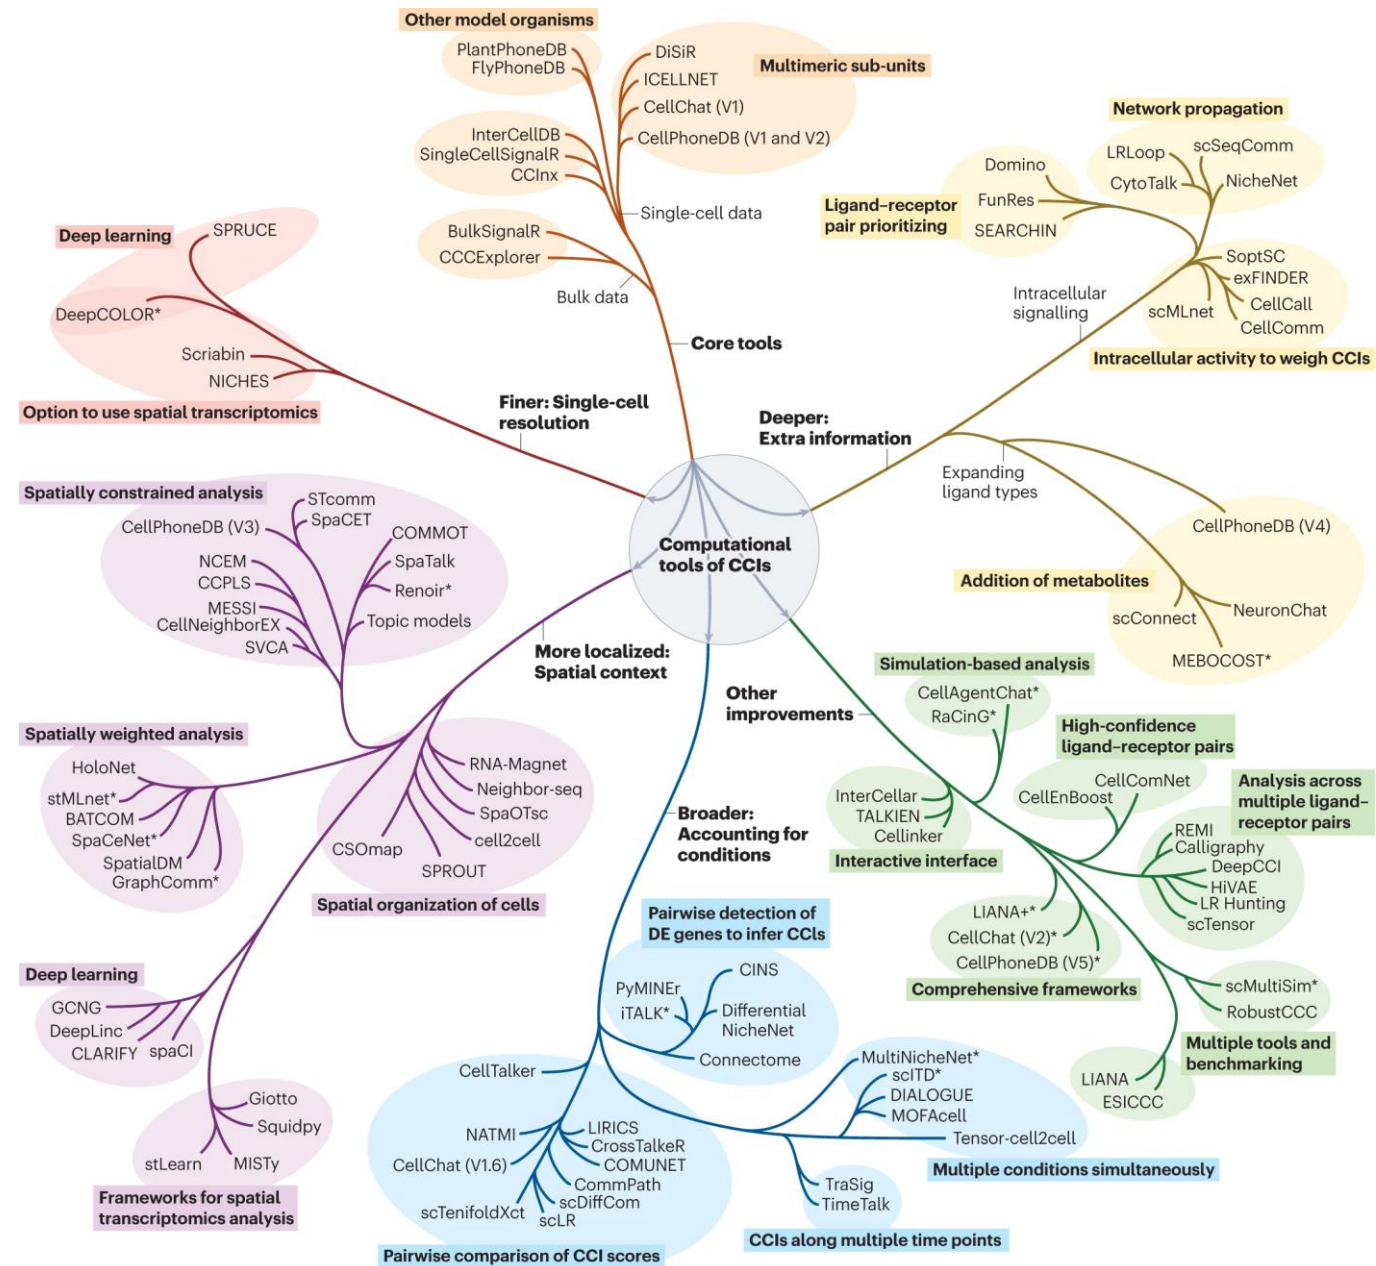 Other model organisms
PlantPhoneDB
FlyPhoneDB
DiSiR
ICELLNET
CellChat (V1)
CellPhoneDB (V1 and V2)
Multimeric sub-units
InterCellDB
SingleCellSignalR
CCInx
Single-cell data
BulkSignalR
CCCExplorer
Bulk data
Core tools
Network propagation
LRLoop
scSeqComm
CytoTalk
NicheNet
Domino
FunRes
SEARCHIN
Ligand–receptor
pair prioritizing
SoptSC
exFINDER
CellCall
scMLnet
CellComm
Intracellular activity to weigh CCIs
Intracellular
signalling
Deeper:
Extra information
Expanding
ligand types
CellPhoneDB (V4)
Addition of metabolites
scConnect
NeuronChat
MEBOCOST*
Deep learning
SPRUCE
DeepCOLOR*
Scriabin
NICHES
Option to use spatial transcriptomics
Finer: Single-cell
resolution
Computational
tools of CCIs
Spatially constrained analysis
STcomm
SpaCET
CellPhoneDB (V3)
COMMOT
NCEM
SpaTalk
CCPLS
Renoir*
MESSI
CellNeighborEX
Topic models
SVCA
More localized:
Spatial context
Spatially weighted analysis
HoloNet
stMLnet*
BATCOM
SpaCeNet*
SpatialDM
GraphComm*
RNA-Magnet
Neighbor-seq
SpaOTsc
cell2cell
CSOmap
SPROUT
Spatial organization of cells
Deep learning
GCNG
DeepLinc
CLARIFY
spaCI
Giotto
Squidpy
stLearn
MISTy
Frameworks for spatial
transcriptomics analysis
Other
improvements
Simulation-based analysis
CellAgentChat*
RaCinG*
High-confidence
ligand–receptor pairs
CellComNet
CellEnBoost
Analysis across
multiple ligand–
receptor pairs
REMI
Calligraphy
DeepCCI
HiVAE
LR Hunting
scTensor
InterCellar
TALKIEN
Cellinker
Interactive interface
LIANA+*
CellChat (V2)*
CellPhoneDB (V5)*
Comprehensive frameworks
scMultiSim*
RobustCCC
Multiple tools and
benchmarking
LIANA
ESICCC
Broader:
Accounting for
conditions
Pairwise detection of
DE genes to infer CCIs
CINS
PyMINEr
iTALK*
Differential
NicheNet
Connectome
CellTalker
NATMI
LIRICS
CrossTalkeR
CellChat (V1.6)
COMUNET
CommPath
scDiffCom
scTenifoldXct
scLR
Pairwise comparison of CCI scores
MultiNicheNet*
scITD*
DIALOGUE
MOFAcell
Tensor-cell2cell
Multiple conditions simultaneously
TraSig
TimeTalk
CCIs along multiple time points